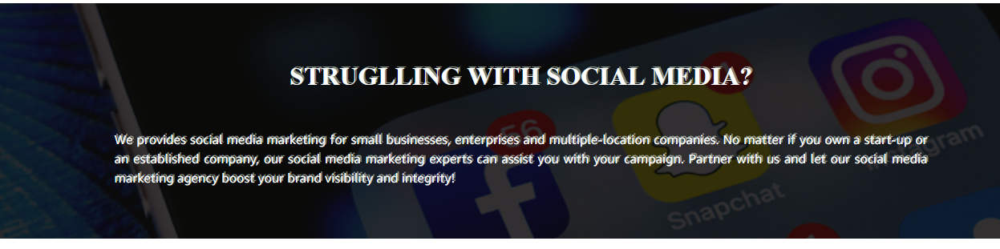 STRUGLLING WITH SOCIAL MEDIA?
We provides social media marketing for small businesses, enterprises and multiple-location companies. No matter if you own a start-up or
an established company, our social media marketing experts can assist you with your campaign. Partner with us and let our social media
marketing agency boost your brand visibility and integrity!
56
1
Snapchat
1